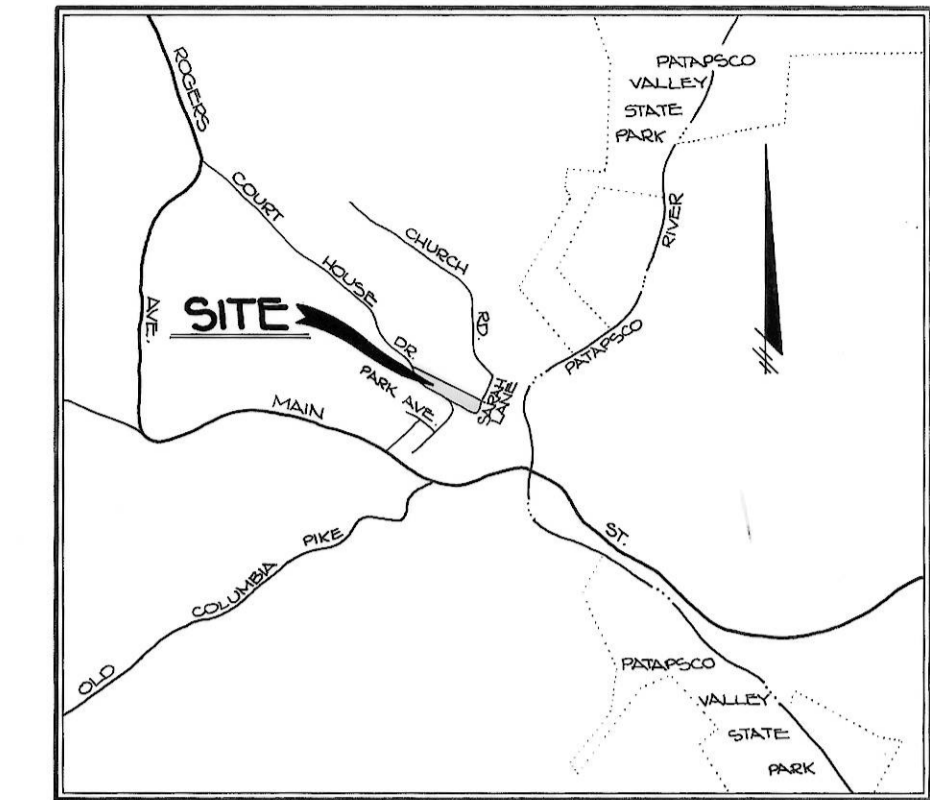 ROGERS
AVE.
COURT
HOUSE
DR.
CHURCH
RD.
SITE
PARK AVE.
SARAH
LANE
MAIN
ST.
OLD
COLUMBIA
PIKE
PATAPSCO
VALLEY
STATE
PARK
RIVER
PATAPSCO
PATAPSCO
VALLEY
STATE
PARK